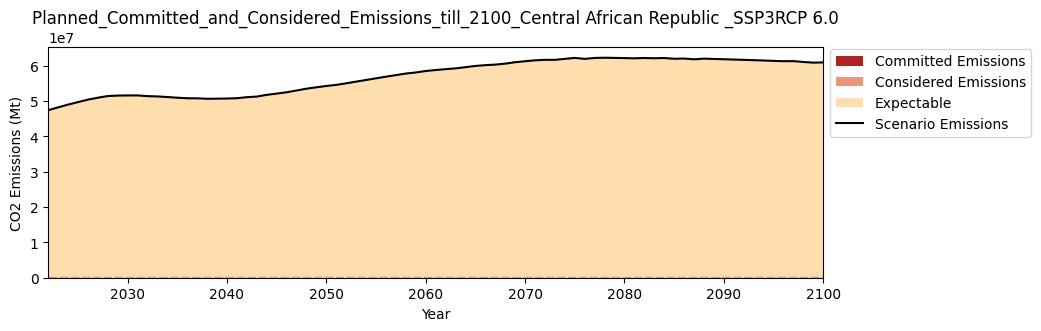 Planned_Committed_and_Considered_Emissions_till_2100_Central African Republic _SSP3RCP 6.0
1e7
6
5
4
3
2
1
0
CO2 Emissions (Mt)
2030 2040 2050 2060 2070 2080 2090 2100
Year
Committed Emissions
Considered Emissions
Expectable
Scenario Emissions